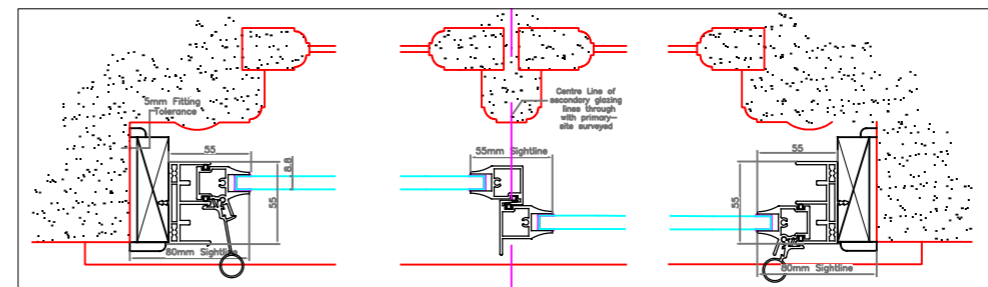 5mm Fitting
Tolerance
55
8.8
55
80mm Sightline
Centre Line of
secondary glazing
lines through
with primary—
site surveyed
55mm Sightline
55
55
80mm Sightline